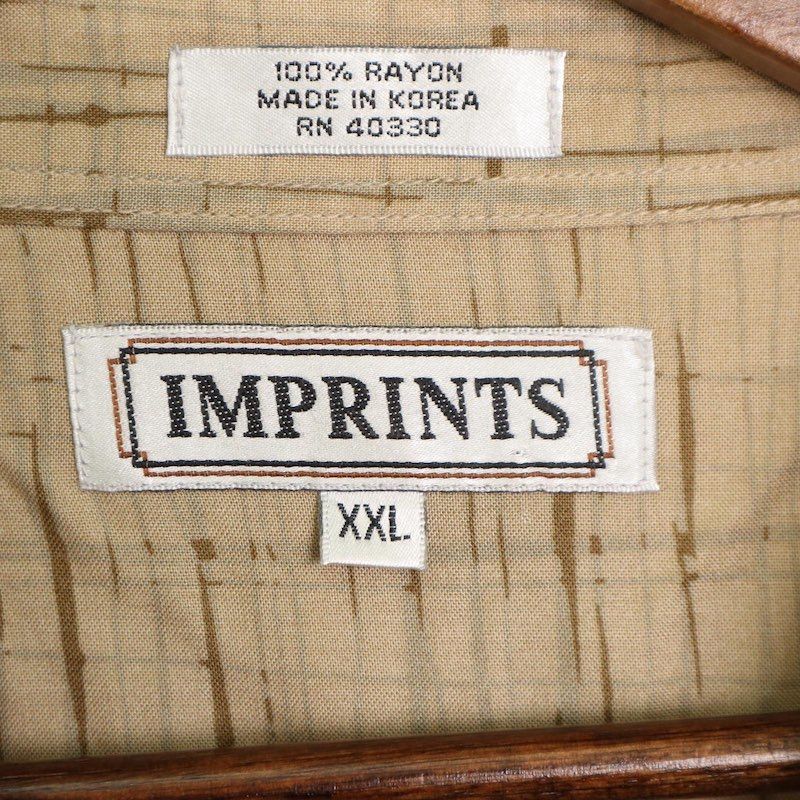 100% RAYON
MADE IN KOREA
RN 40330
IMPRINTS
XXL